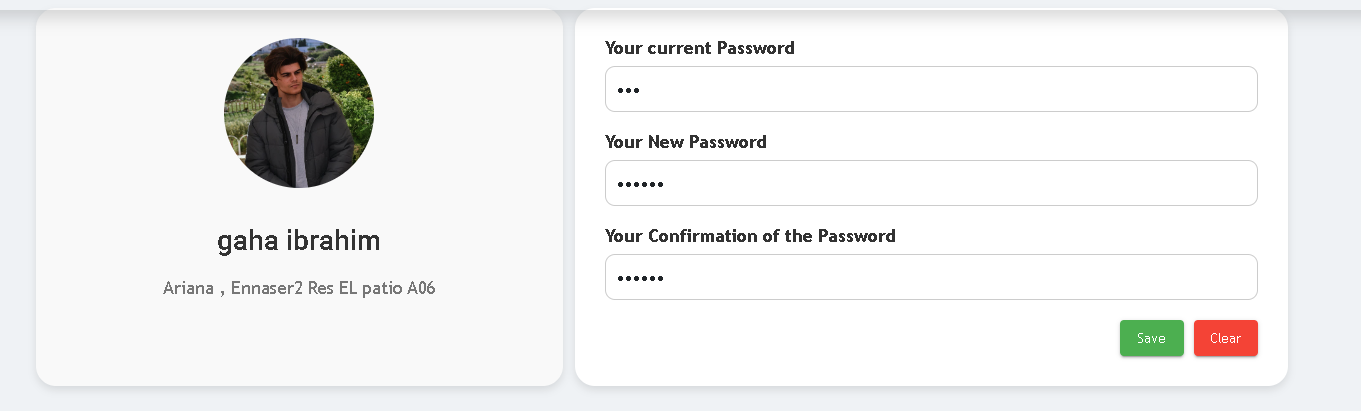 gaha ibrahim
Ariana , Ennaser2 Res EL patio A06
Your current Password
•••
Your New Password
••••••
Your Confirmation of the Password
••••••
Save
Clear